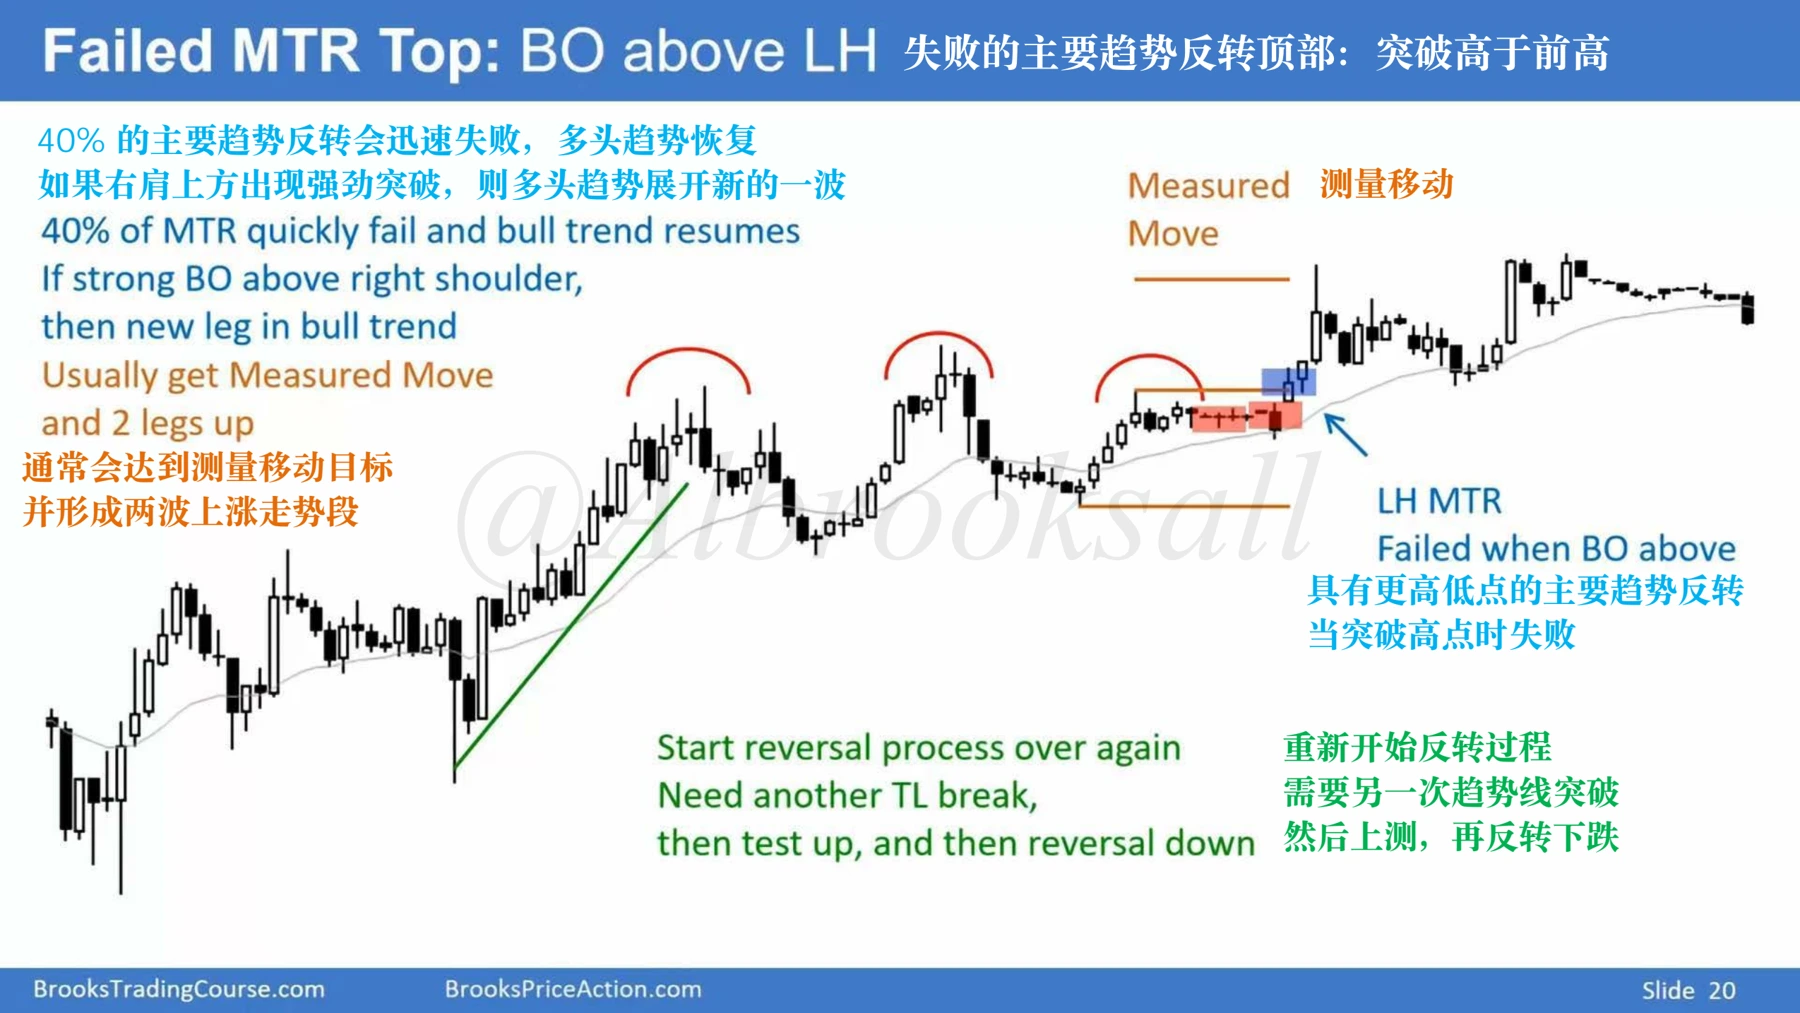 Failed MTR Top: BO above LH 失败的主要趋势反转顶部：突破高于前高
40% 的主要趋势反转会迅速失败，多头趋势恢复
如果右肩上方出现强劲突破，则多头趋势展开新的一波
40% of MTR quickly fail and bull trend resumes
If strong BO above right shoulder,
then new leg in bull trend
Usually get Measured Move
and 2 legs up
通常会达到测量移动目标
并形成两波上涨走势段
Measured 测量移动
Move
@Albrooksall
LH MTR
Failed when BO above
具有更高低点的主要趋势反转
当突破高点时失败
Start reversal process over again
Need another TL break,
then test up, and then reversal down
重新开始反转过程
需要另一次趋势线突破
然后上测，再反转下跌
BrooksTradingCourse.com
BrooksPriceAction.com
Slide 20